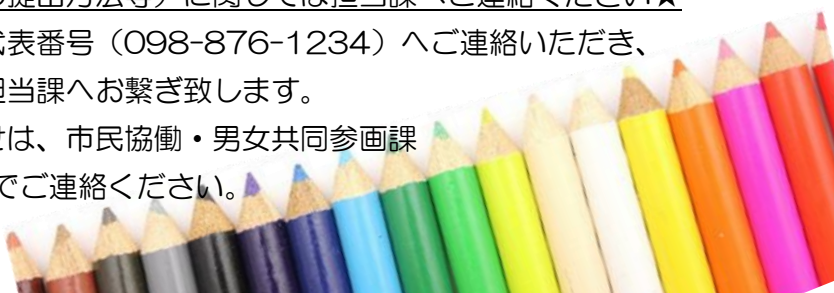 提出方法等）に関しては担当課へご連絡ください★
代表番号（098-876-1234）へご連絡いただき、
担当課へお繋ぎ致します。
は、市民協働・男女共同参画課
でご連絡ください。